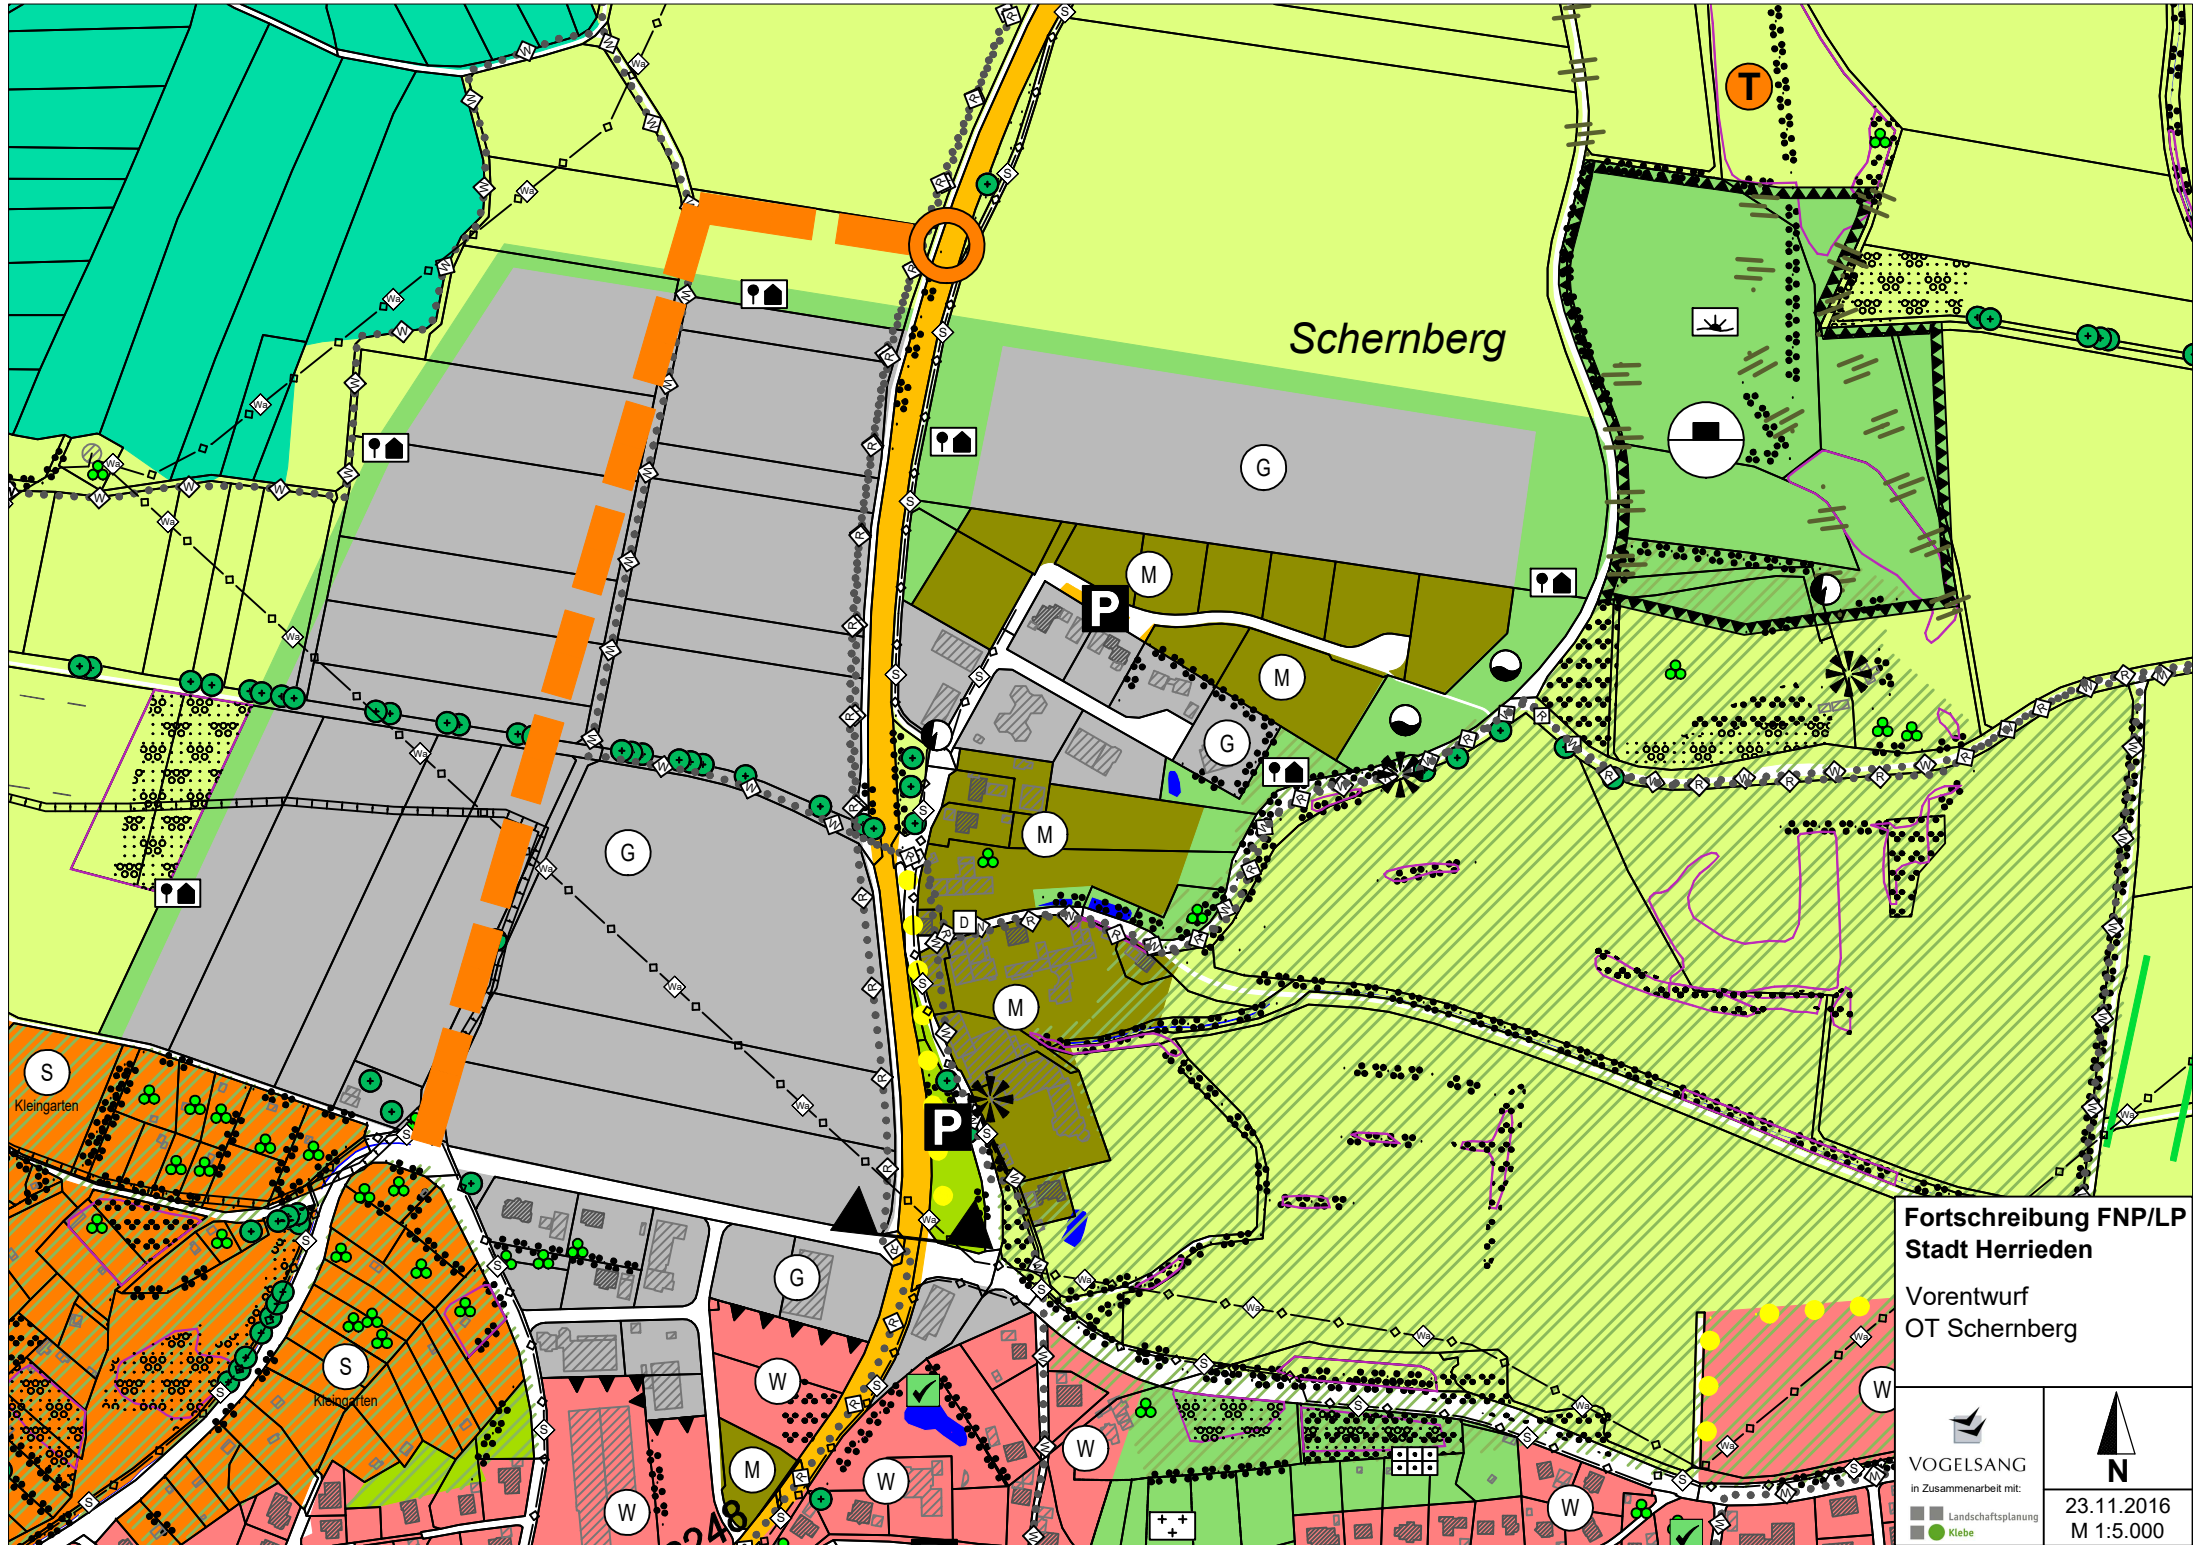 T
Schernberg
G
M
P
M
G
G
M
D
M
S
Kleingarten
P
G
S
Kleingarten
W
M
W
W
W
W
W
2248
Fortschreibung FNP/LP
Stadt Herrieden
Vorentwurf
OT Schernberg
VOGELSANG
in Zusammenarbeit mit:
Landschaftsplanung
Klebe
N
23.11.2016
M 1:5.000